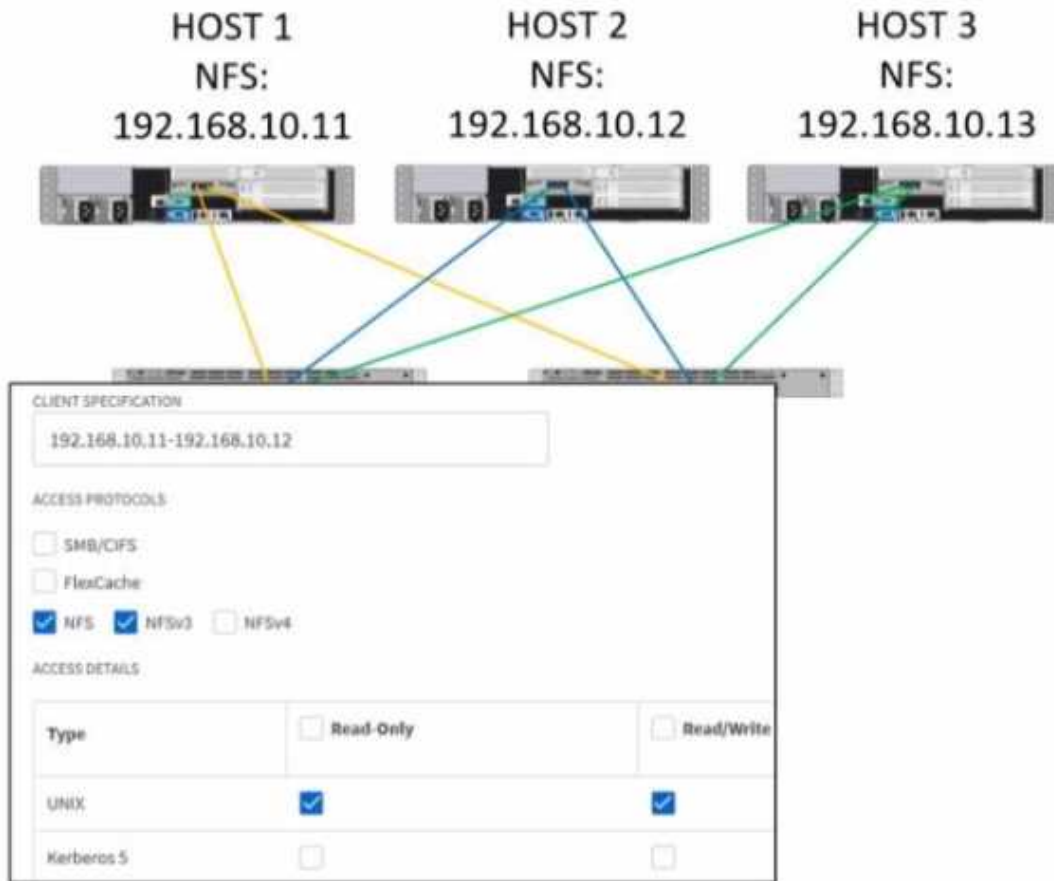 HOST 1 HOST 2 HOST 3
NFS: NFS: NFS:
192.168.10.11 192.168.10.12 192.168.10.13
CLIENT SPECIFICATION
192.168.10.11-192.168.10.12
ACCESS PROTOCOLS
SMB/CIFS
FlexCache
NFS NFSv3 NFSv4
ACCESS DETAILS
Type Read-Only Read/Write
UNIX
Kerberos 5